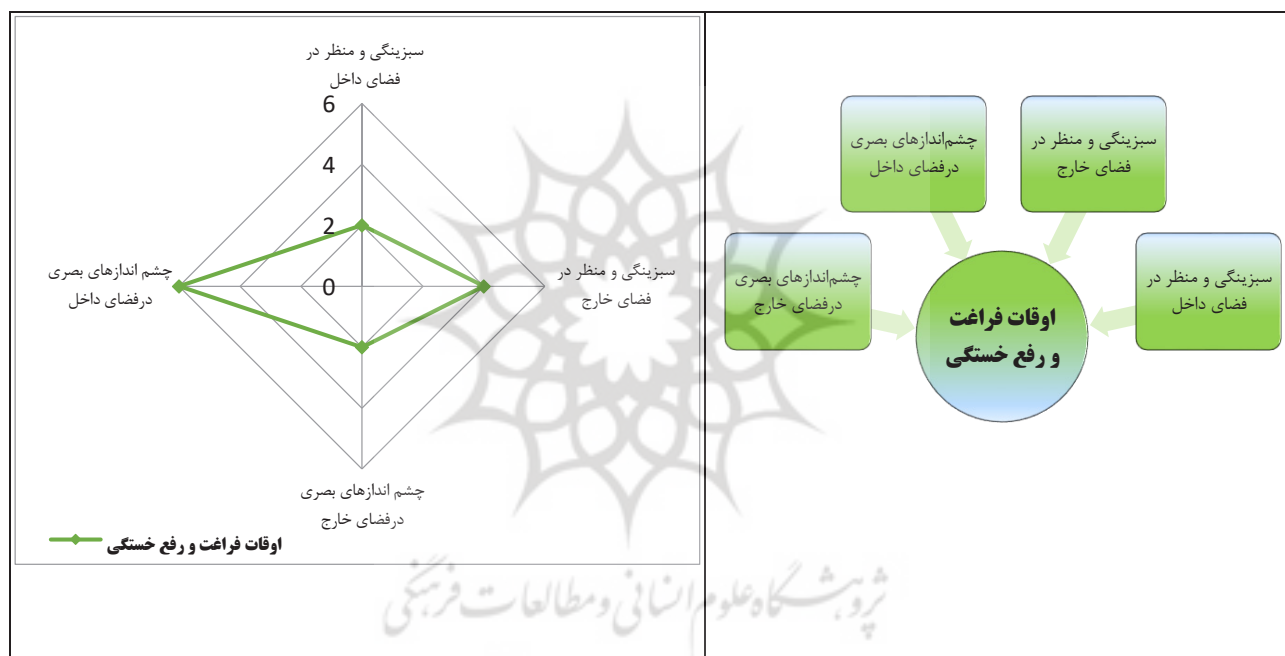 سبزینگی و منظر در
فضای داخل
6
4
2
0
سبزینگی و منظر در
فضای خارج
چشم اندازهای بصری
درفضای خارج
چشم اندازهای بصری
درفضای داخل
اوقات فراغت و رفع خستگی
سبزینگی و منظر در
فضای خارج
چشم‌اندازهای بصری
درفضای داخل
سبزینگی و منظر در
فضای داخل
چشم‌اندازهای بصری
درفضای خارج
اوقات فراغت
و رفع خستگی
پژوهشگاه علوم انسانی و مطالعات فرهنگی